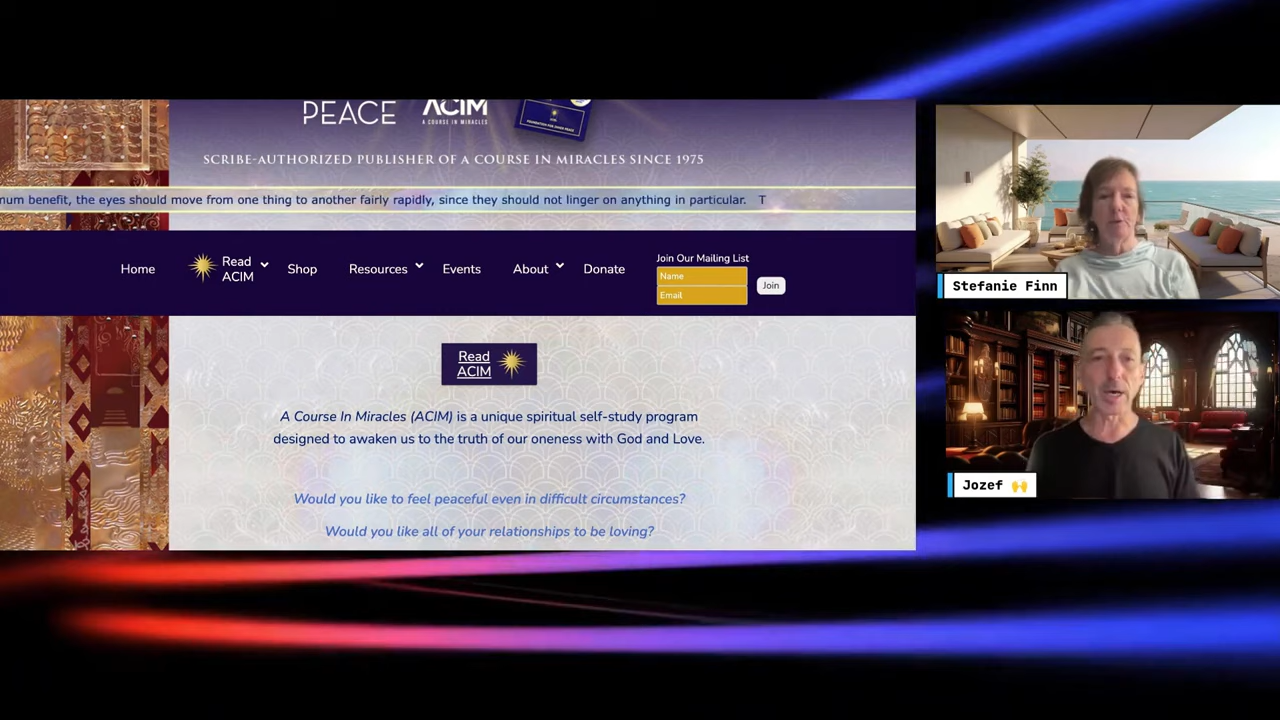 PEACE
ACIM
A COURSE IN MIRACLES
SCRIBE-AUTHORIZED PUBLISHER OF A COURSE IN MIRACLES SINCE 1975
mum benefit, the eyes should move from one thing to another fairly rapidly, since they should not linger on anything in particular. T
Home
Read
ACIM
Shop
Resources
Events
About
Donate
Join Our Mailing List
Name
Email
Join
Read
ACIM
A Course In Miracles (ACIM) is a unique spiritual self-study program
designed to awaken us to the truth of our oneness with God and Love.
Would you like to feel peaceful even in difficult circumstances?
Would you like all of your relationships to be loving?
Stefanie Finn
Jozef 🙌